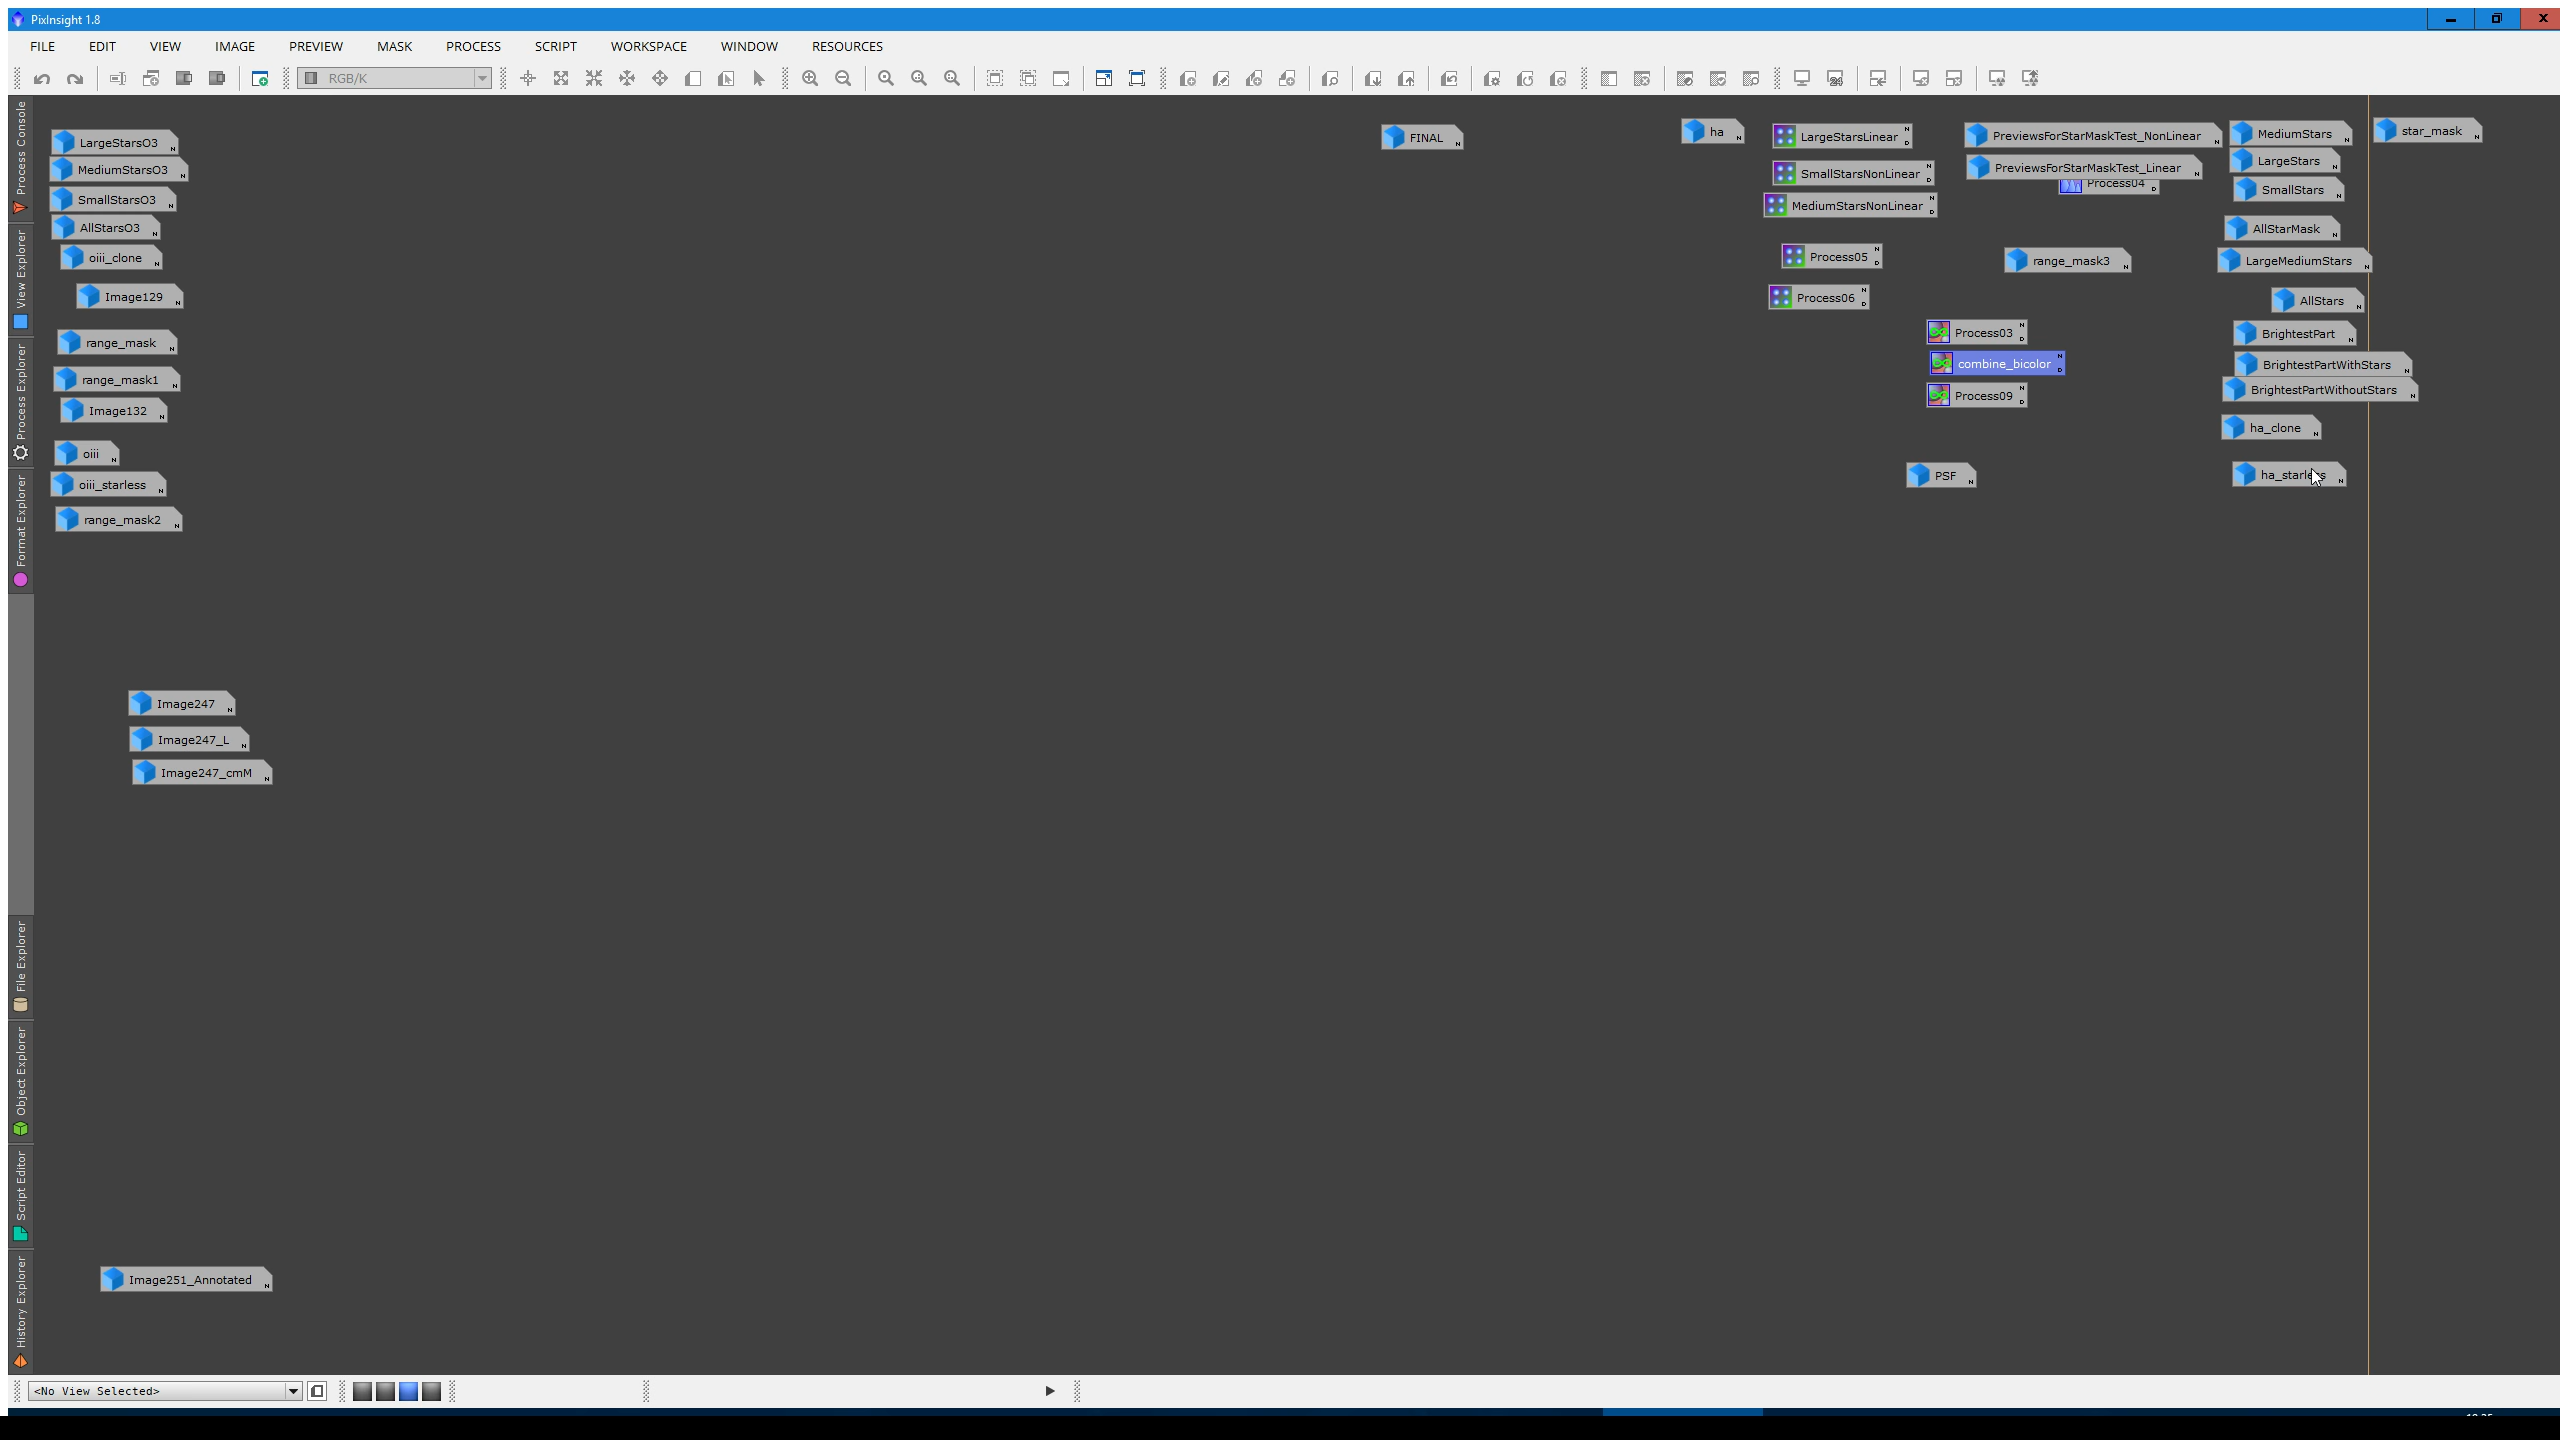 PixInsight 1.8
FILE EDIT VIEW IMAGE PREVIEW MASK PROCESS SCRIPT WORKSPACE WINDOW RESOURCES
RGB/K
Process Console
View Explorer
Process Explorer
Format Explorer
File Explorer
Object Explorer
Script Editor
History Explorer
LargeStarsO3
MediumStarsO3
SmallStarsO3
AllStarsO3
oiii_clone
Image129
range_mask
range_mask1
Image132
oiii
oiii_starless
range_mask2
Image247
Image247_L
Image247_cmM
Image251_Annotated
FINAL
ha
LargeStarsLinear
SmallStarsNonLinear
MediumStarsNonLinear
Process05
Process06
PreviewsForStarMaskTest_NonLinear
PreviewsForStarMaskTest_Linear
Process04
range_mask3
Process03
combine_bicolor
Process09
PSF
MediumStars
LargeStars
SmallStars
AllStarMask
LargeMediumStars
AllStars
BrightestPart
BrightestPartWithStars
BrightestPartWithoutStars
ha_clone
ha_starless
star_mask
<No View Selected>